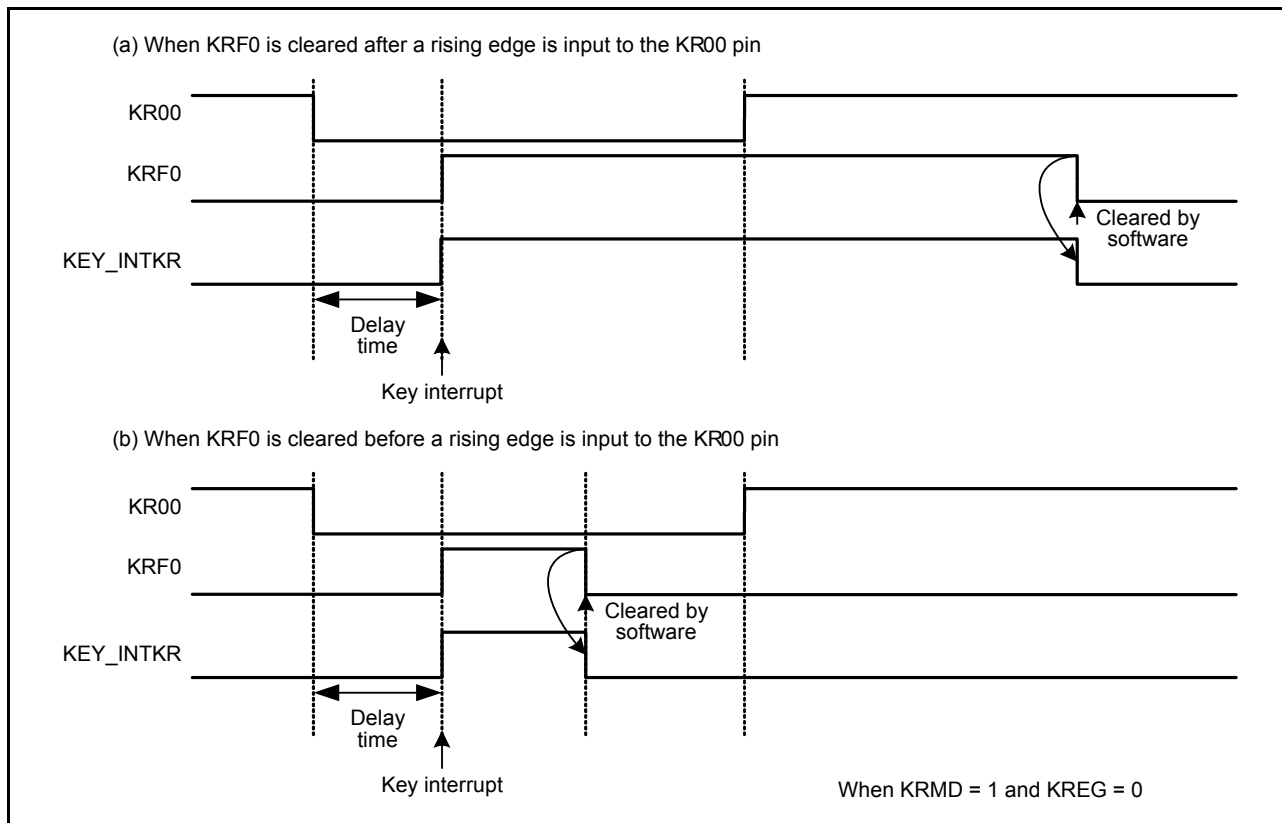 (a) When KRF0 is cleared after a rising edge is input to the KR00 pin
KR00
KRF0
Cleared by
software
KEY_INTKR
Delay
time
Key interrupt
(b) When KRF0 is cleared before a rising edge is input to the KR00 pin
KR00
KRF0
Cleared by
software
KEY_INTKR
Delay
time
Key interrupt
When KRMD = 1 and KREG = 0